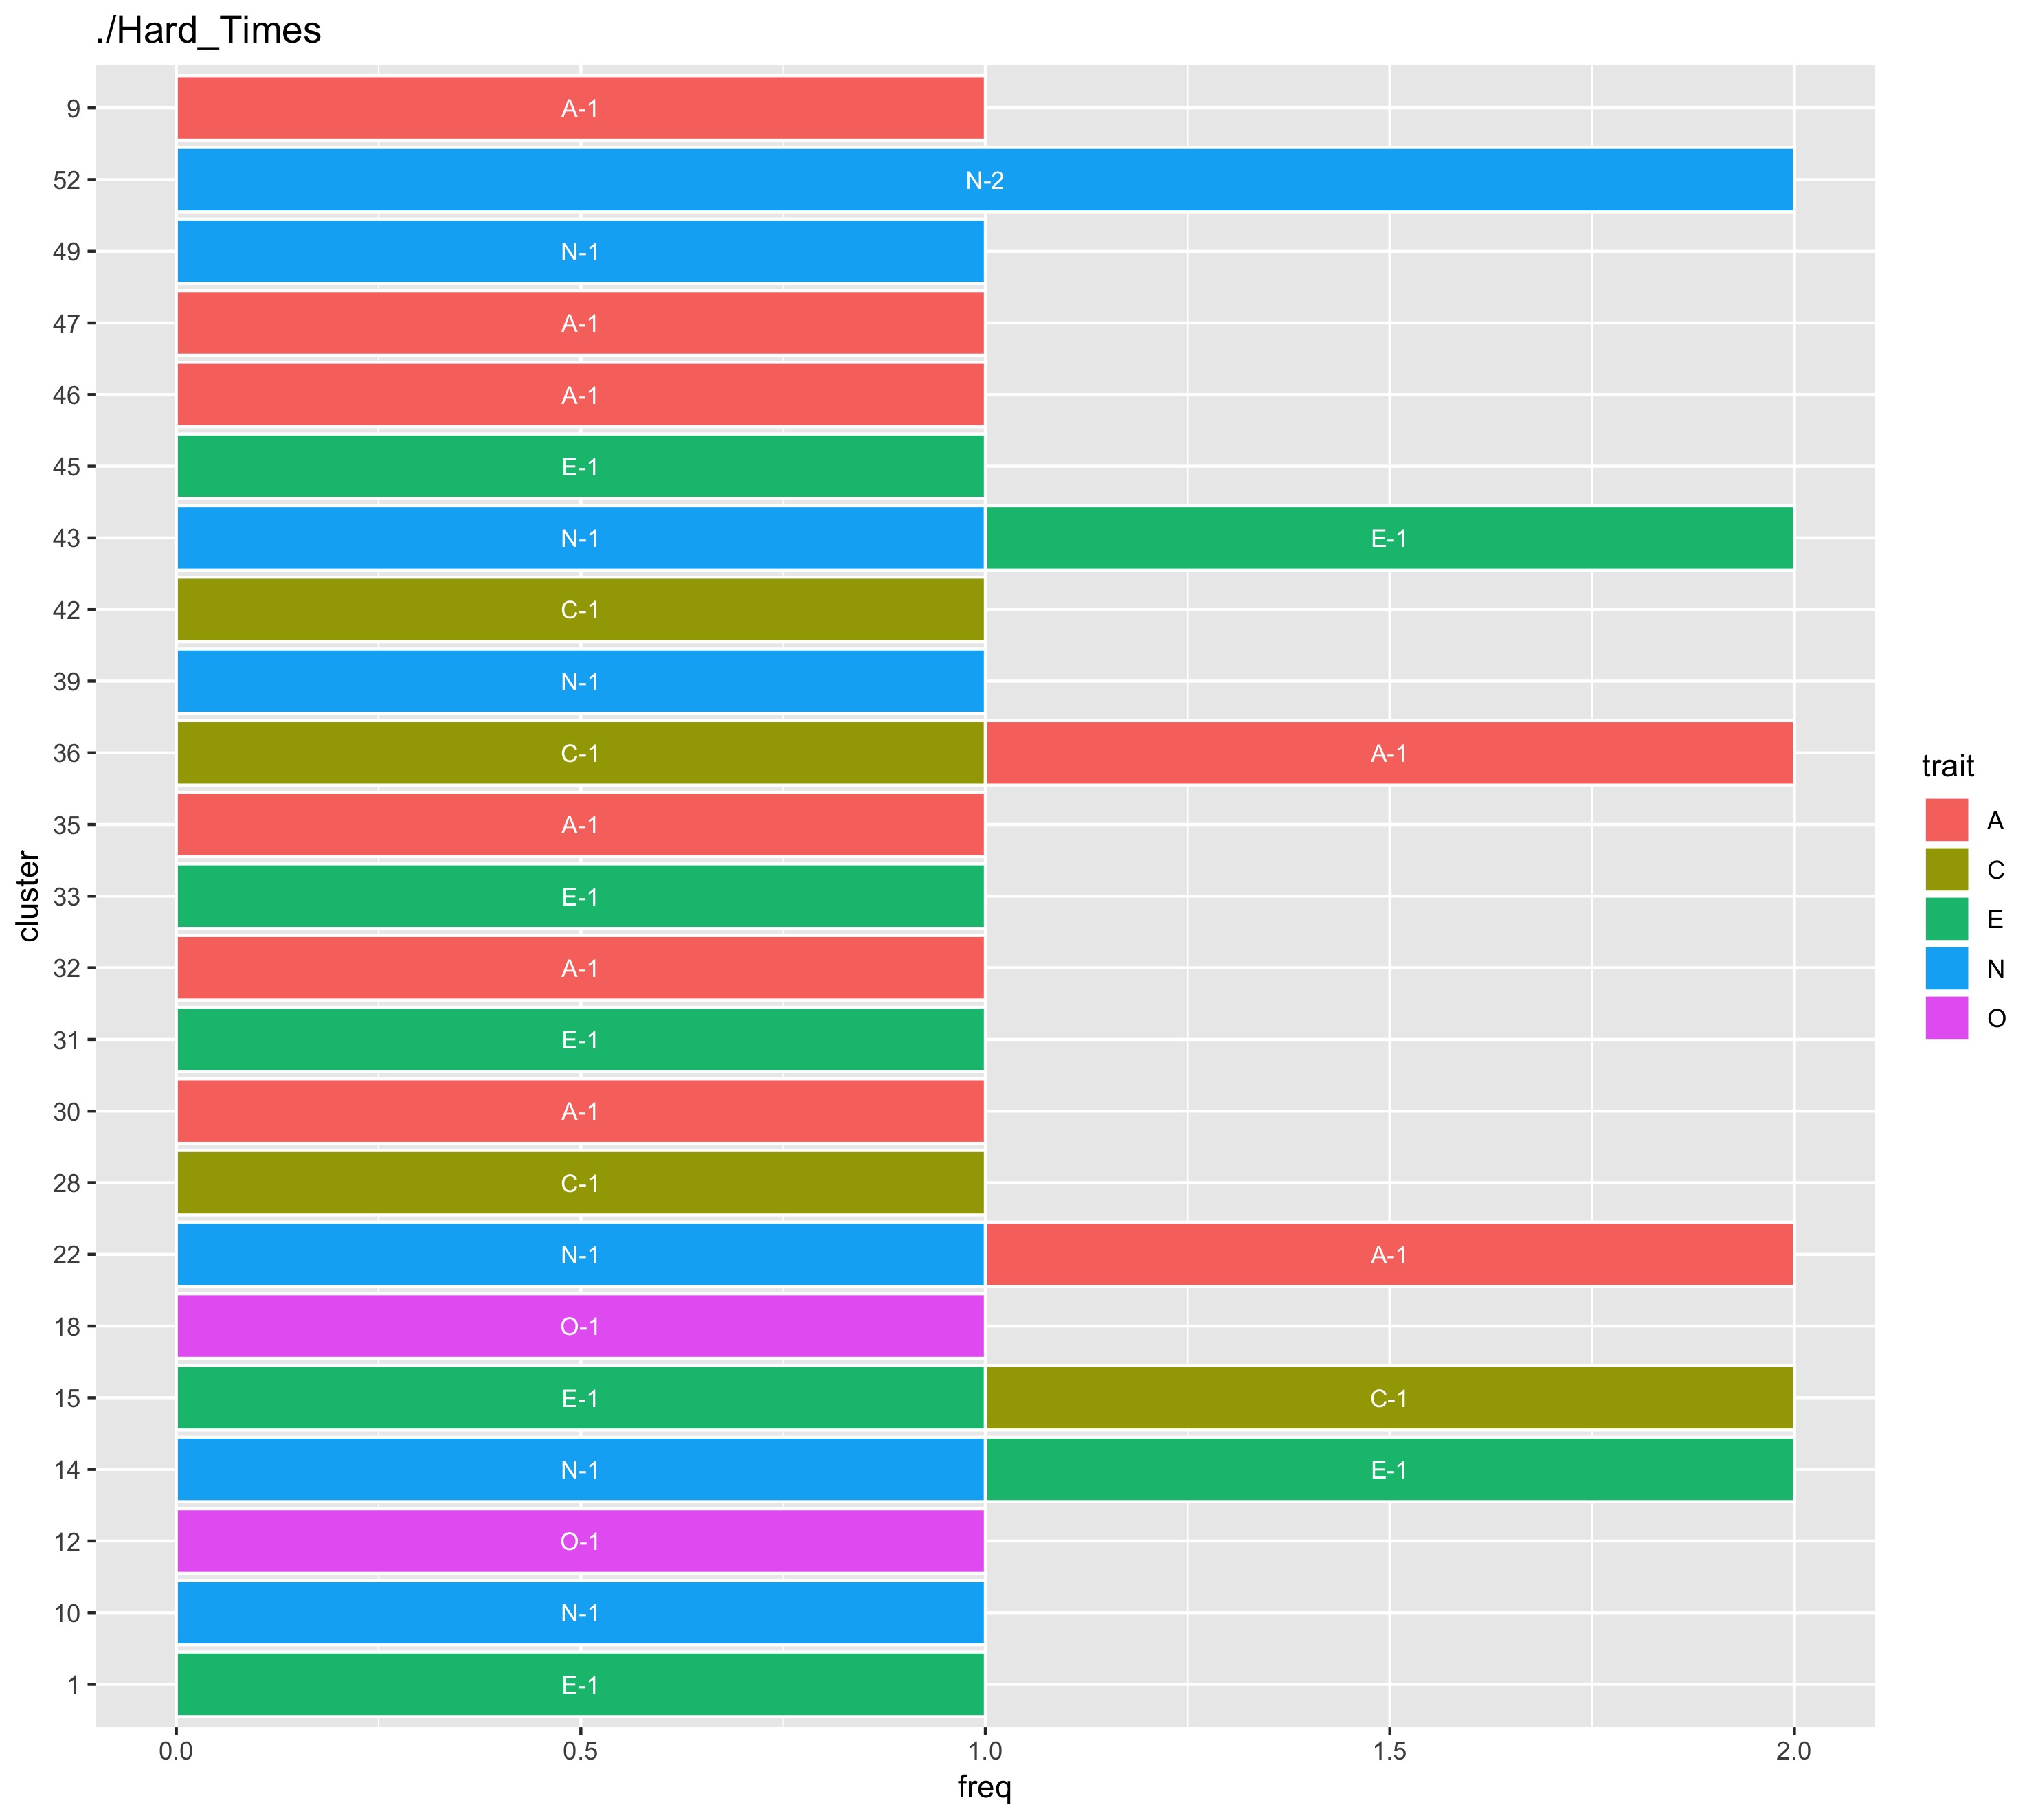 ./Hard_Times
9 A-1
52 N-2
49 N-1
47 A-1
46 A-1
45 E-1
43 N-1 E-1
42 C-1
39 N-1
36 C-1 A-1
35 A-1
33 E-1
32 A-1
31 E-1
30 A-1
28 C-1
22 N-1 A-1
18 O-1
15 E-1 C-1
14 N-1 E-1
12 O-1
10 N-1
1 E-1
0.0 0.5 1.0 1.5 2.0
freq
cluster
trait
A
C
E
N
O